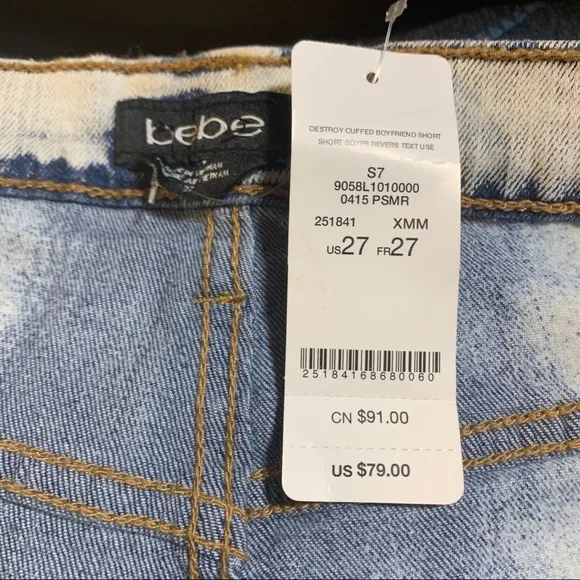 bebe
DESTROY CUFFED BOYFRIEND SHORT
SHORT BOYFR REVERS TEXT USE
S7
9058L1010000
0415 PSMR
251841 XMM
US27 FR27
25184168680060
CN $91.00
US $79.00